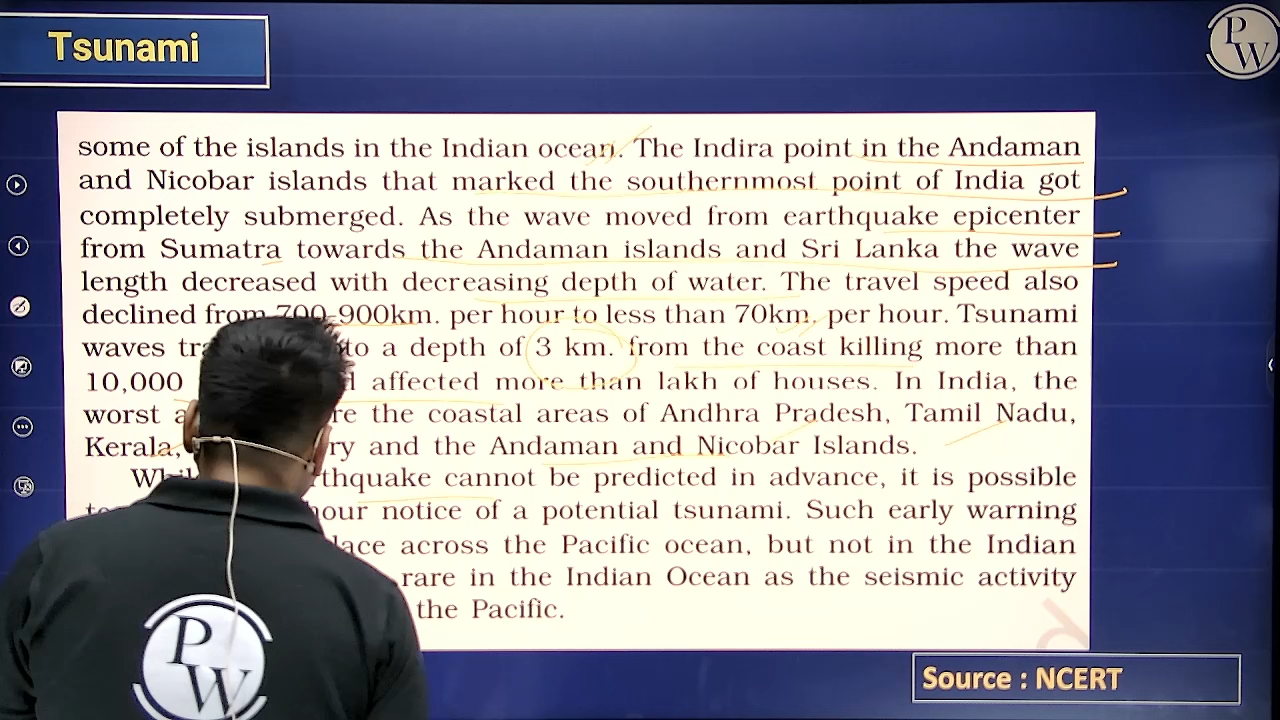 Tsunami
PW
some of the islands in the Indian ocean. The Indira point in the Andaman
and Nicobar islands that marked the southernmost point of India got
completely submerged. As the wave moved from earthquake epicenter
from Sumatra towards the Andaman islands and Sri Lanka the wave
length decreased with decreasing depth of water. The travel speed also
declined from 700-900km. per hour to less than 70km. per hour. Tsunami
waves to a depth of 3 km. from the coast killing more than
10,000 affected more than lakh of houses. In India, the
worst the coastal areas of Andhra Pradesh, Tamil Nadu,
Kerala, and the Andaman and Nicobar Islands.
cannot be predicted in advance, it is possible
hour notice of a potential tsunami. Such early warning
across the Pacific ocean, but not in the Indian
rare in the Indian Ocean as the seismic activity
the Pacific.
PW
Source : NCERT